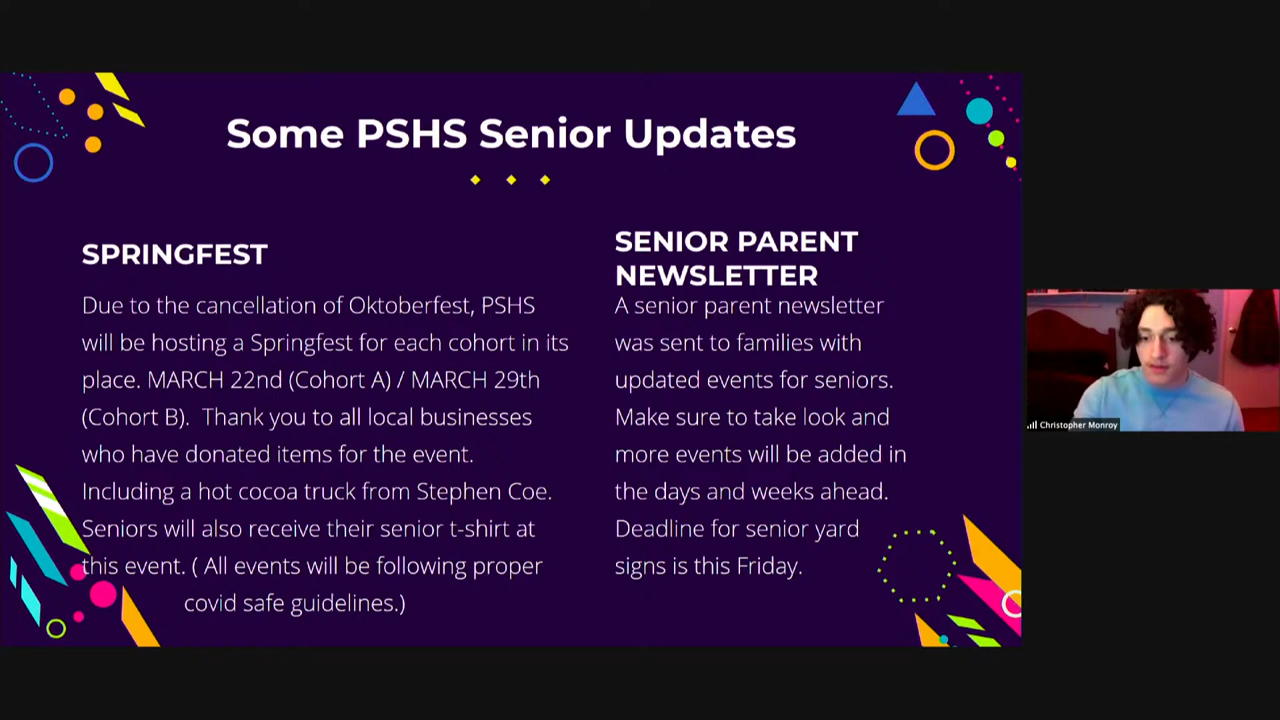 Some PSHS Senior Updates
SPRINGFEST
Due to the cancellation of Oktoberfest, PSHS
will be hosting a Springfest for each cohort in its
place. MARCH 22nd (Cohort A) / MARCH 29th
(Cohort B).  Thank you to all local businesses
who have donated items for the event.
Including a hot cocoa truck from Stephen Coe.
Seniors will also receive their senior t-shirt at
this event. ( All events will be following proper
covid safe guidelines.)
SENIOR PARENT
NEWSLETTER
A senior parent newsletter
was sent to families with
updated events for seniors.
Make sure to take look and
more events will be added in
the days and weeks ahead.
Deadline for senior yard
signs is this Friday.
Christopher Monroy